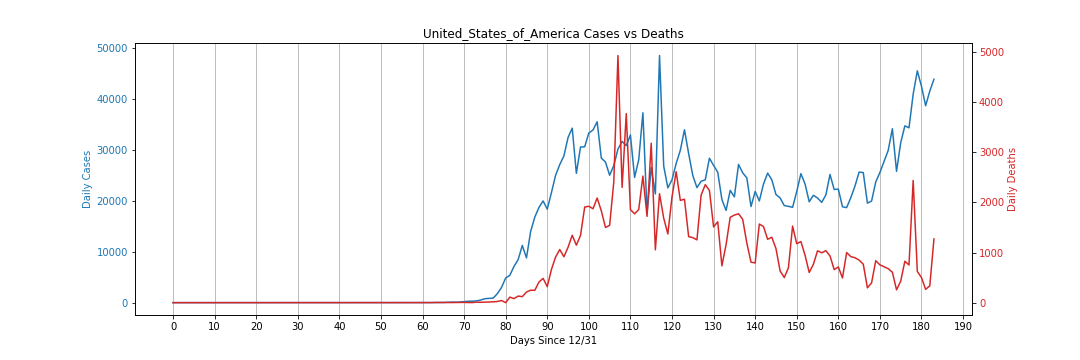 United_States_of_America Cases vs Deaths
50000
40000
30000
20000
10000
0
Daily Cases
5000
4000
3000
2000
1000
0
Daily Deaths
0 10 20 30 40 50 60 70 80 90 100 110 120 130 140 150 160 170 180 190
Days Since 12/31